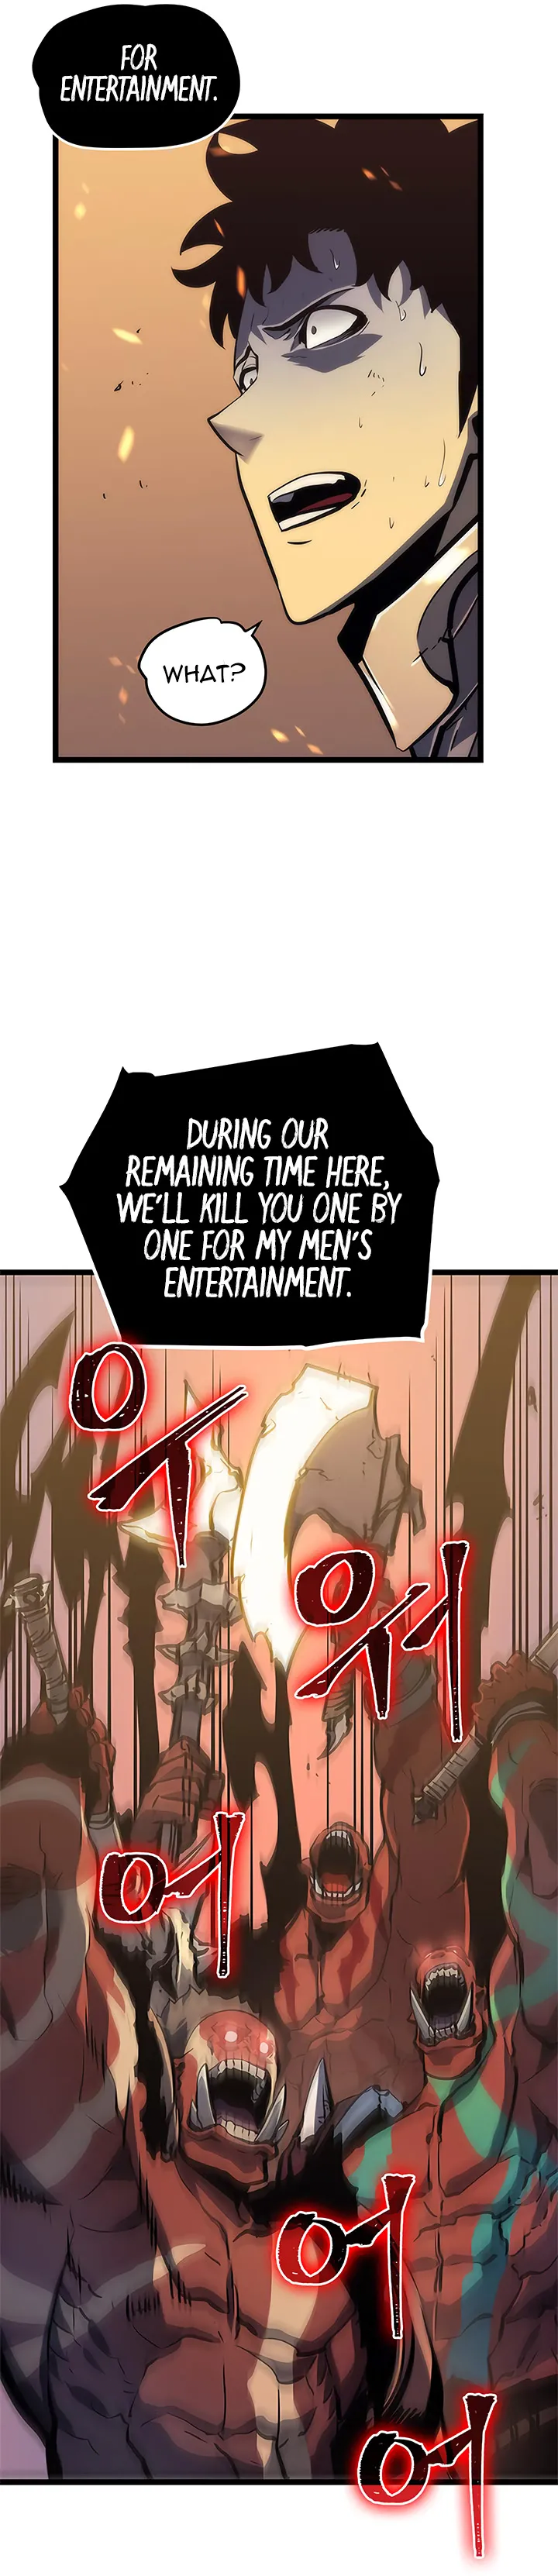 FOR
ENTERTAINMENT.
WHAT?
DURING OUR
REMAINING TIME HERE,
WE'LL KILL YOU ONE BY
ONE FOR MY MEN'S
ENTERTAINMENT.
우
워
어
어
어